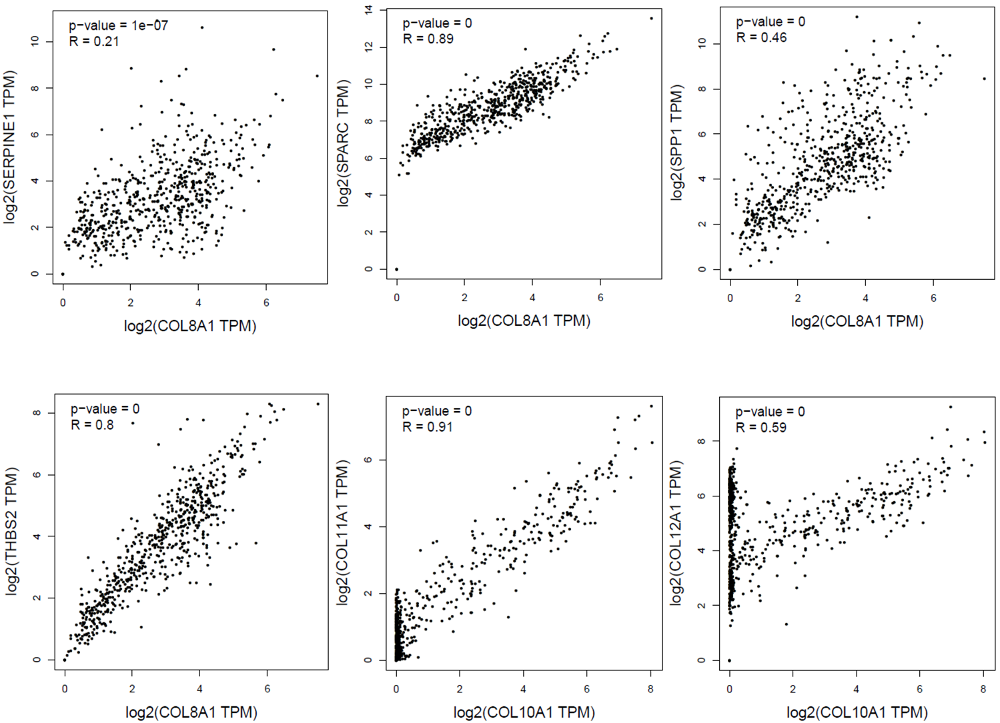 p−value = 1e−07
R = 0.21
log2(SERPINE1 TPM)
10
8
6
4
2
0
0 2 4 6
log2(COL8A1 TPM)
p−value = 0
R = 0.89
log2(SPARC TPM)
14
12
10
8
6
4
2
0
0 2 4 6
log2(COL8A1 TPM)
p−value = 0
R = 0.46
log2(SPP1 TPM)
10
8
6
4
2
0
0 2 4 6
log2(COL8A1 TPM)
p−value = 0
R = 0.8
log2(THBS2 TPM)
8
6
4
2
0
0 2 4 6
log2(COL8A1 TPM)
p−value = 0
R = 0.91
log2(COL11A1 TPM)
6
4
2
0
0 2 4 6 8
log2(COL10A1 TPM)
p−value = 0
R = 0.59
log2(COL12A1 TPM)
8
6
4
2
0
0 2 4 6 8
log2(COL10A1 TPM)